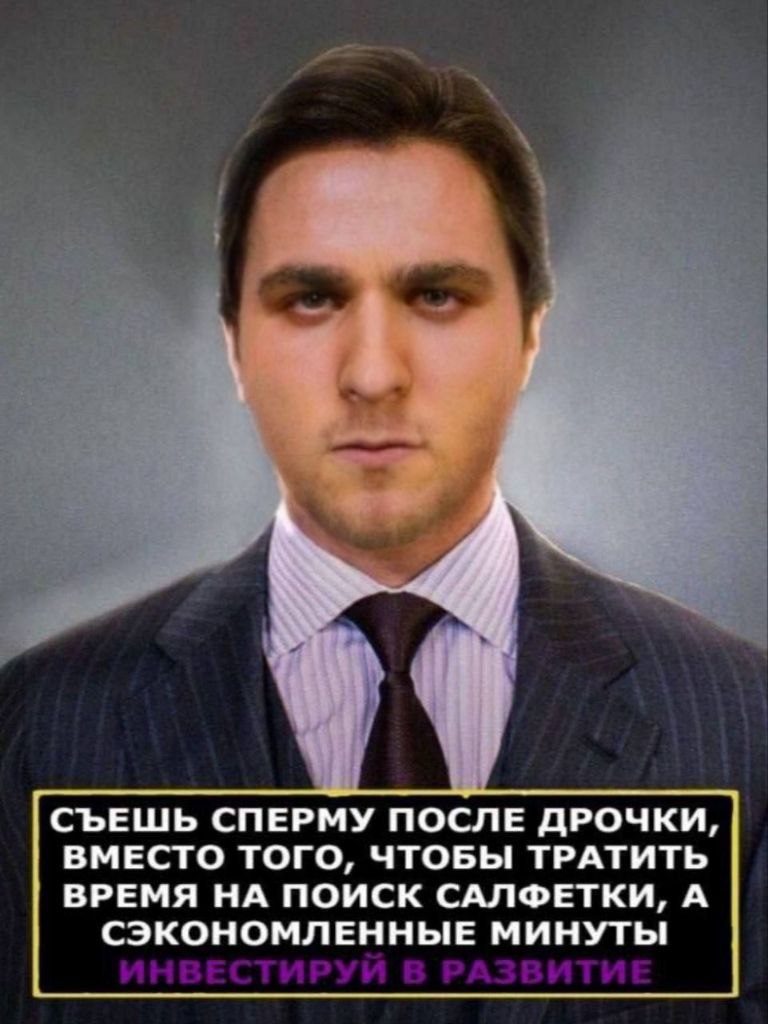 СЪЕШЬ СПЕРМУ ПОСЛЕ ДРОЧКИ,
ВМЕСТО ТОГО, ЧТОБЫ ТРАТИТЬ
ВРЕМЯ НА ПОИСК САЛФЕТКИ, А
СЭКОНОМЛЕННЫЕ МИНУТЫ
ИНВЕСТИРУЙ В РАЗВИТИЕ